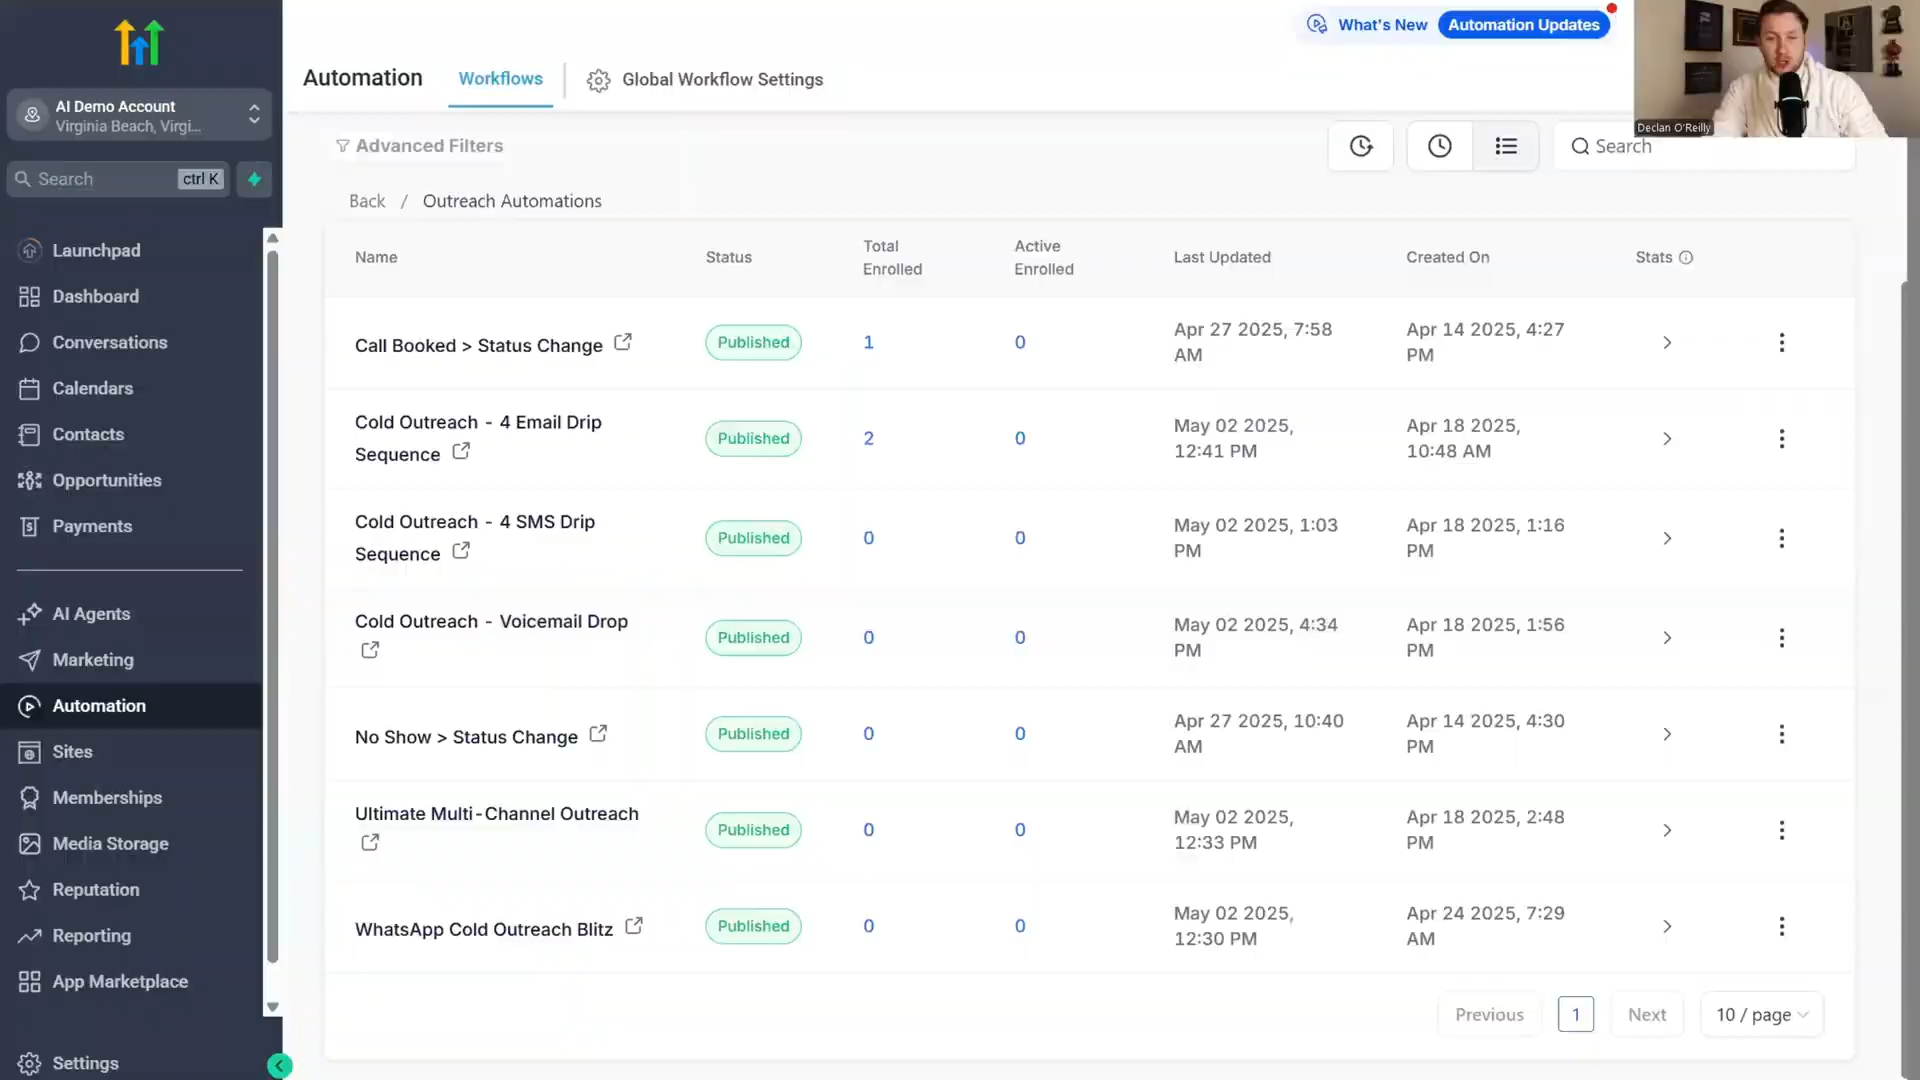 What's New
Automation Updates
Declan O'Reilly
AI Demo Account
Virginia Beach, Virgi...
Search
ctrl K
Launchpad
Dashboard
Conversations
Calendars
Contacts
Opportunities
Payments
AI Agents
Marketing
Automation
Sites
Memberships
Media Storage
Reputation
Reporting
App Marketplace
Settings
Automation
Workflows
Global Workflow Settings
Advanced Filters
Search
Back / Outreach Automations
Name
Status
Total
Enrolled
Active
Enrolled
Last Updated
Created On
Stats
Call Booked > Status Change
Published
1
0
Apr 27 2025, 7:58
AM
Apr 14 2025, 4:27
PM
Cold Outreach - 4 Email Drip
Sequence
Published
2
0
May 02 2025,
12:41 PM
Apr 18 2025,
10:48 AM
Cold Outreach - 4 SMS Drip
Sequence
Published
0
0
May 02 2025, 1:03
PM
Apr 18 2025, 1:16
PM
Cold Outreach - Voicemail Drop
Published
0
0
May 02 2025, 4:34
PM
Apr 18 2025, 1:56
PM
No Show > Status Change
Published
0
0
Apr 27 2025, 10:40
AM
Apr 14 2025, 4:30
PM
Ultimate Multi-Channel Outreach
Published
0
0
May 02 2025,
12:33 PM
Apr 18 2025, 2:48
PM
WhatsApp Cold Outreach Blitz
Published
0
0
May 02 2025,
12:30 PM
Apr 24 2025, 7:29
AM
Previous
1
Next
10 / page